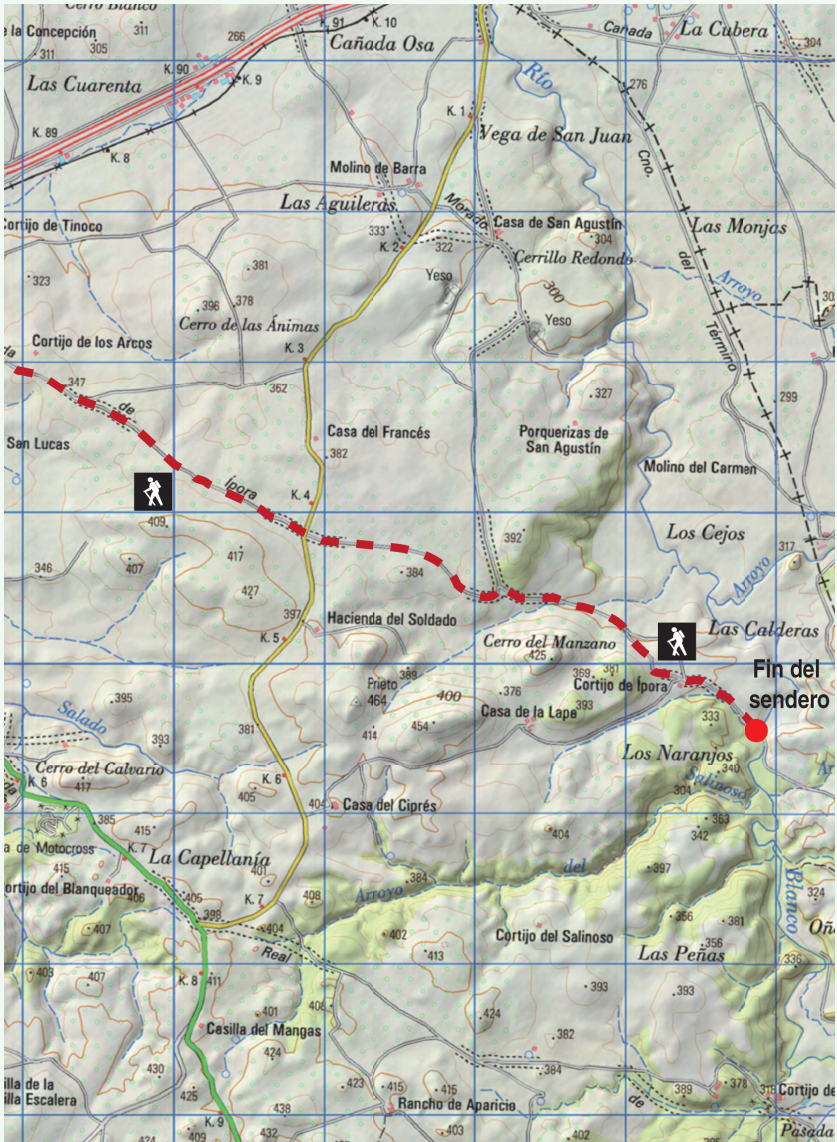 Cerro Blanco
311
K. 91
K. 10
la Concepción
311
305
266
Cañada Osa
Cañada
La Cubera
304
K. 90
K. 9
Las Cuarenta
Río
276
K. 1
K. 89
K. 8
Vega de San Juan
Cno.
Molino de Barra
Las Aguileras
Morado
Casa de San Agustín
Las Monjas
Cortijo de Tinoco
333
K. 2
322
304
Cerrillo Redondo
del
381
323
Yeso
300
Arroyo
396
378
Cerro de las Ánimas
Yeso
Término
Cortijo de los Arcos
K. 3
347
362
de
327
299
San Lucas
Casa del Francés
Porquerizas de
San Agustín
382
Molino del Carmen
Ípora
K. 4
409
392
Los Cejos
417
407
317
346
384
Arroyo
427
397
Hacienda del Soldado
K. 5
Las Calderas
Cerro del Manzano
425
Fin del
sendero
389
369
381
Cortijo de Ípora
Prieto
464
400
376
393
395
Casa de la Lapa
454
414
333
Salado
393
381
Los Naranjos
340
Salinoso
304
Cerro del Calvario
K. 6
K. 6
417
405
404
Casa del Ciprés
385
363
342
415
404
a de Motocross
K. 7
La Capellanía
415
397
del
401
384
ortijo del Blanqueador
406
405
K. 7
408
Arroyo
Blanco
324
398
356
381
407
404
402
Cortijo del Salinoso
Real
356
413
Las Peñas
336
403
407
K. 8
411
393
393
408
401
424
Casilla del Mangas
382
424
384
430
illa de la
illa Escalera
425
423
415
416
378
389
318
Cortijo de
438
Rancho de Aparicio
de
K. 9
409
432
403
402
Pasada